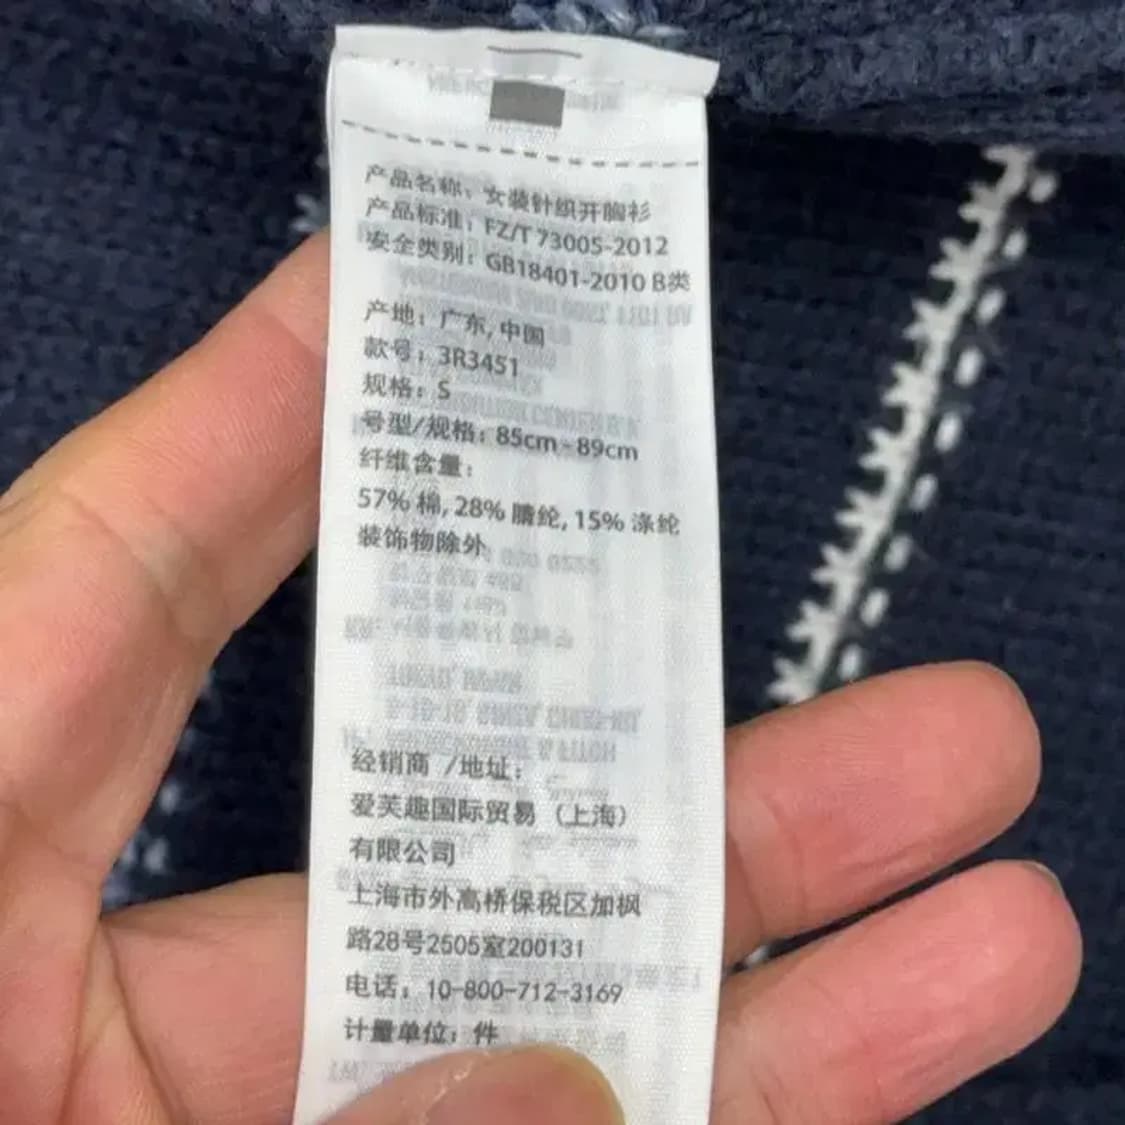 产品名称：女装针织开胸衫
产品标准：FZ/T 73005-2012
安全类别：GB18401-2010 B类
产地：广东, 中国
款号：3R3451
规格：S
号型/规格：85cm - 89cm
纤维含量：
57% 棉, 28% 腈纶, 15% 涤纶
装饰物除外
经销商 /地址：
爱芙趣国际贸易（上海）
有限公司
上海市外高桥保税区加枫
路28号2505室200131
电话：10-800-712-3169
计量单位：件